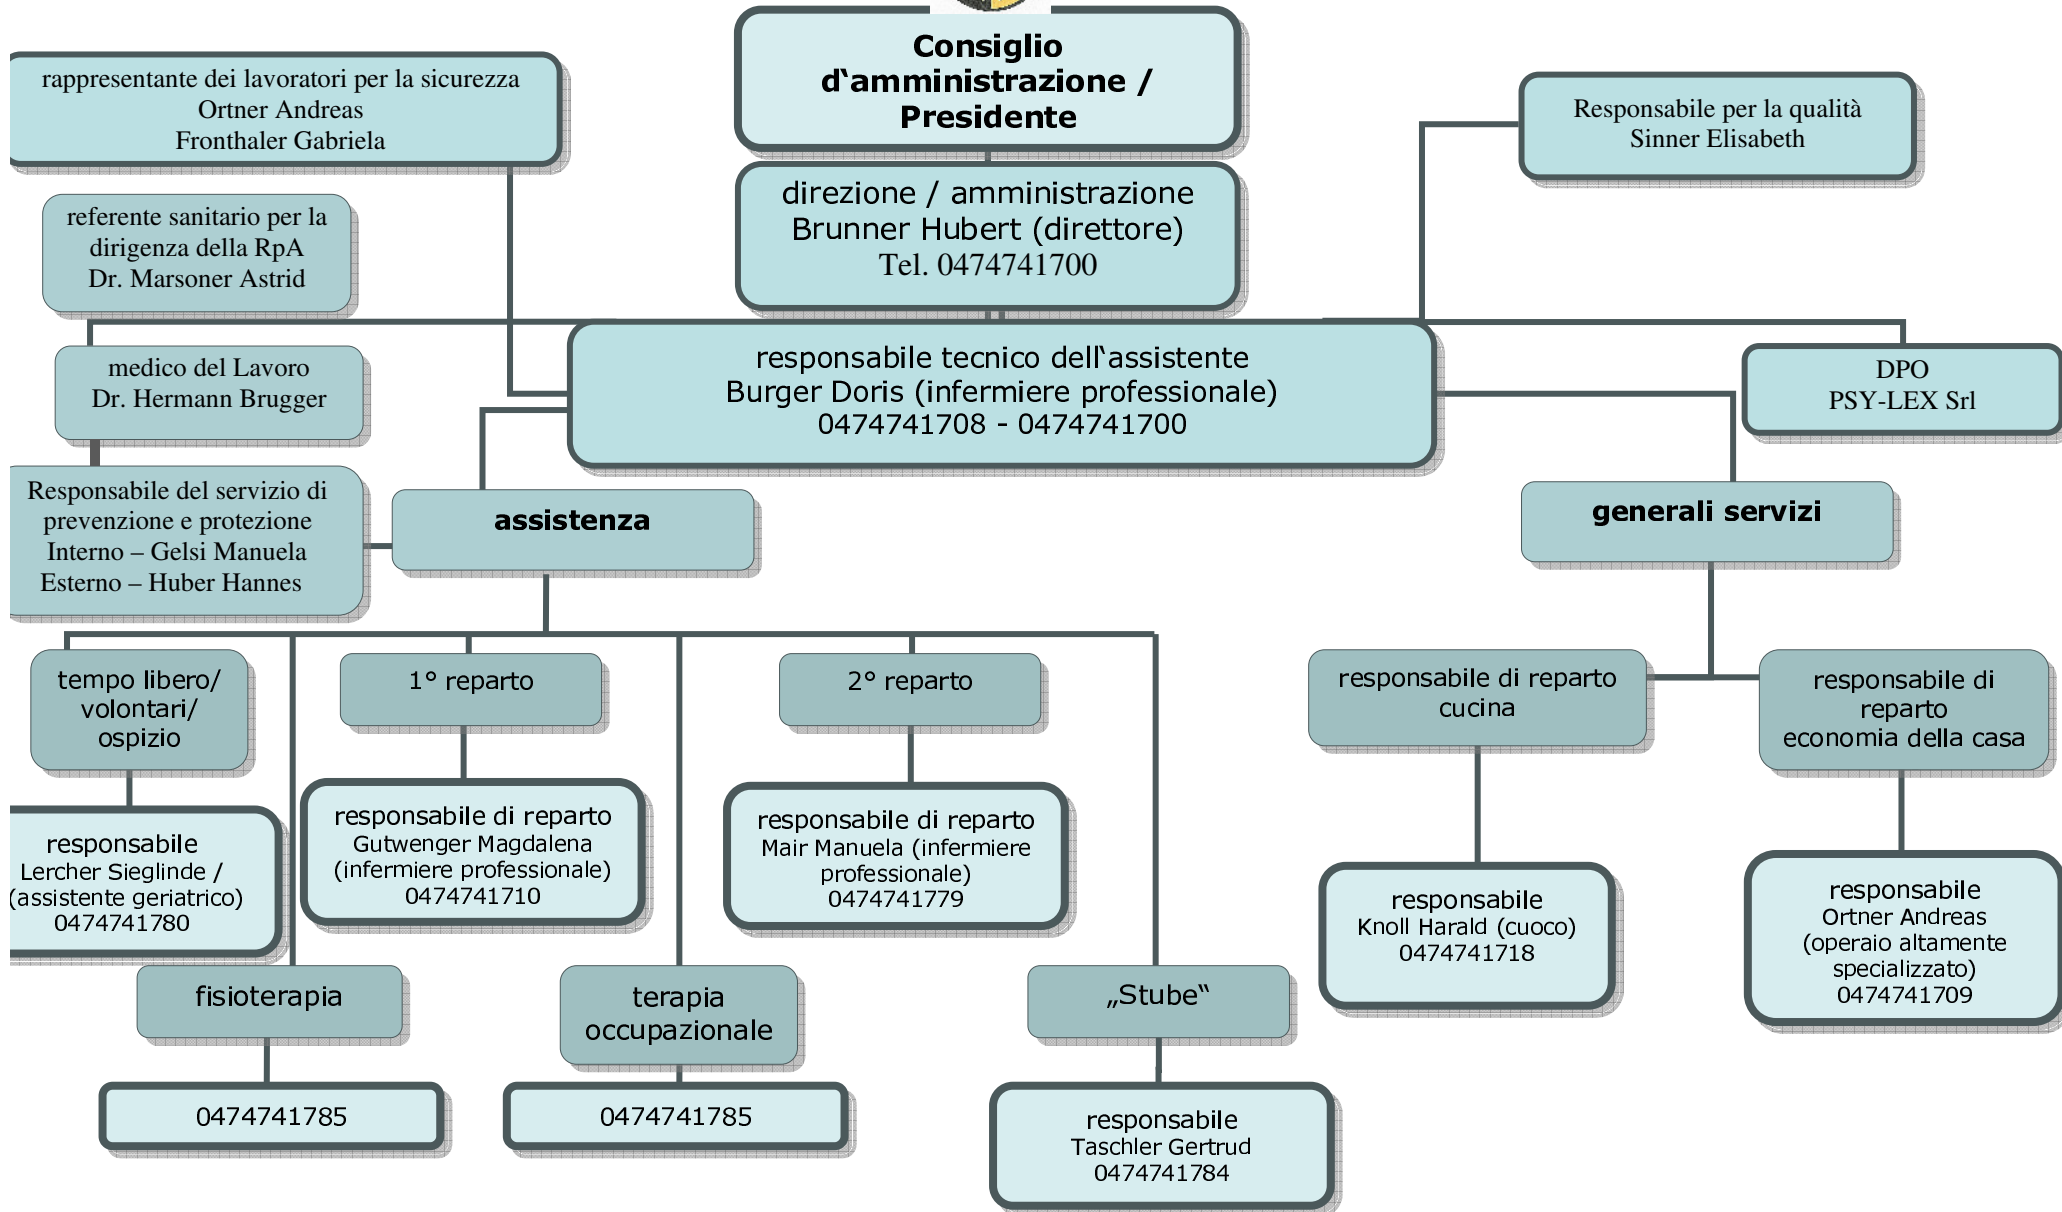 Consiglio
d‘amministrazione /
Presidente
rappresentante dei lavoratori per la sicurezza
Ortner Andreas
Fronthaler Gabriela
Responsabile per la qualità
Sinner Elisabeth
direzione / amministrazione
Brunner Hubert (direttore)
Tel. 0474741700
referente sanitario per la
dirigenza della RpA
Dr. Marsoner Astrid
responsabile tecnico dell‘assistente
Burger Doris (infermiere professionale)
0474741708 - 0474741700
medico del Lavoro
Dr. Hermann Brugger
DPO
PSY-LEX Srl
Responsabile del servizio di
prevenzione e protezione
Interno – Gelsi Manuela
Esterno – Huber Hannes
assistenza
generali servizi
tempo libero/
volontari/
ospizio
1° reparto
2° reparto
responsabile di reparto
cucina
responsabile di
reparto
economia della casa
responsabile
Lercher Sieglinde /
(assistente geriatrico)
0474741780
responsabile di reparto
Gutwenger Magdalena
(infermiere professionale)
0474741710
responsabile di reparto
Mair Manuela (infermiere
professionale)
0474741779
responsabile
Knoll Harald (cuoco)
0474741718
responsabile
Ortner Andreas
(operaio altamente
specializzato)
0474741709
fisioterapia
terapia
occupazionale
„Stube“
0474741785
0474741785
responsabile
Taschler Gertrud
0474741784